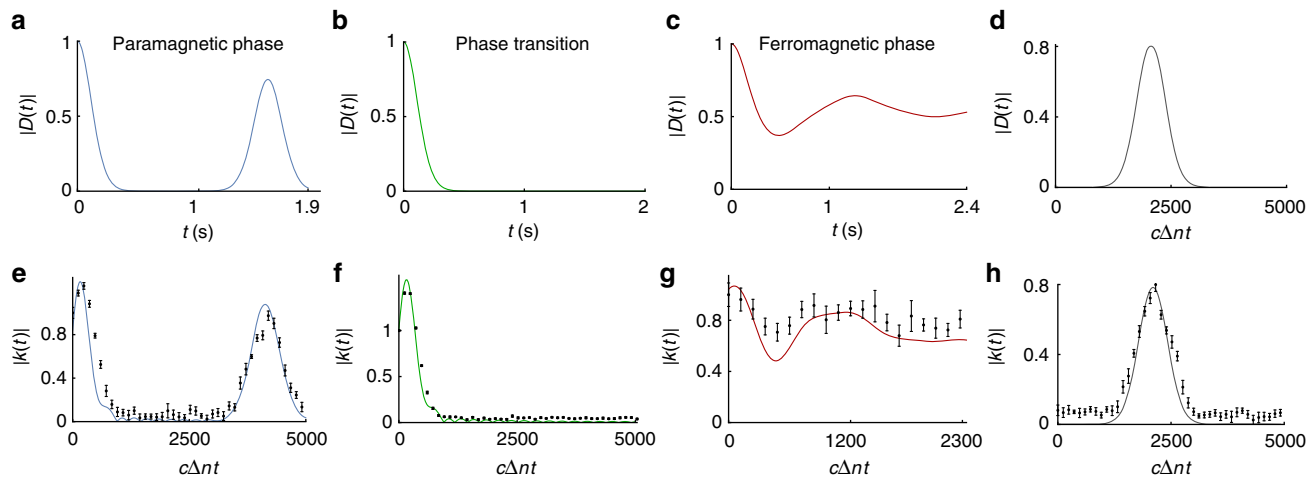 a
Paramagnetic phase
1
0.5
0
|D(t)|
0
1
1.9
t (s)
b
Phase transition
1
0.5
0
|D(t)|
0
1
2
t (s)
c
Ferromagnetic phase
1
0.5
0
|D(t)|
0
1
2.4
t (s)
d
0.8
0.4
0
|D(t)|
0
2500
5000
cΔnt
e
0.8
0.4
0
|k(t)|
0
2500
5000
cΔnt
f
1
0.4
0
|k(t)|
0
2500
5000
cΔnt
g
1
0.6
0.2
|k(t)|
0
1200
2300
cΔnt
h
0.8
0.4
0
|k(t)|
0
2500
5000
cΔnt